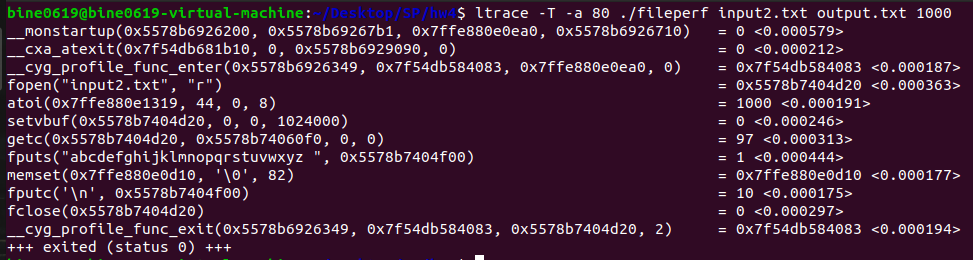 bine0619@bine0619-virtual-machine:~/Desktop/SP/hw4$ ltrace -T -a 80 ./fileperf input2.txt output.txt 1000
__monstartup(0x5578b6926200, 0x5578b69267b1, 0x7ffe880e0ea0, 0x5578b6926710)   = 0 <0.000579>
__cxa_atexit(0x7f54db681b10, 0, 0x5578b6929090, 0)                             = 0 <0.000212>
__cyg_profile_func_enter(0x5578b6926349, 0x7f54db584083, 0x7ffe880e0ea0, 0)    = 0x7f54db584083 <0.000187>
fopen("input2.txt", "r")                                                       = 0x5578b7404d20 <0.000363>
atoi(0x7ffe880e1319, 44, 0, 8)                                                 = 1000 <0.000191>
setvbuf(0x5578b7404d20, 0, 0, 1024000)                                         = 0 <0.000246>
getc(0x5578b7404d20, 0x5578b74060f0, 0, 0)                                     = 97 <0.000313>
fputs("abcdefghijklmnopqrstuvwxyz ", 0x5578b7404f00)                           = 1 <0.000444>
memset(0x7ffe880e0d10, '\0', 82)                                               = 0x7ffe880e0d10 <0.000177>
fputc('\n', 0x5578b7404f00)                                                    = 10 <0.000175>
fclose(0x5578b7404d20)                                                         = 0 <0.000297>
__cyg_profile_func_exit(0x5578b6926349, 0x7f54db584083, 0x5578b7404d20, 2)     = 0x7f54db584083 <0.000194>
+++ exited (status 0) +++